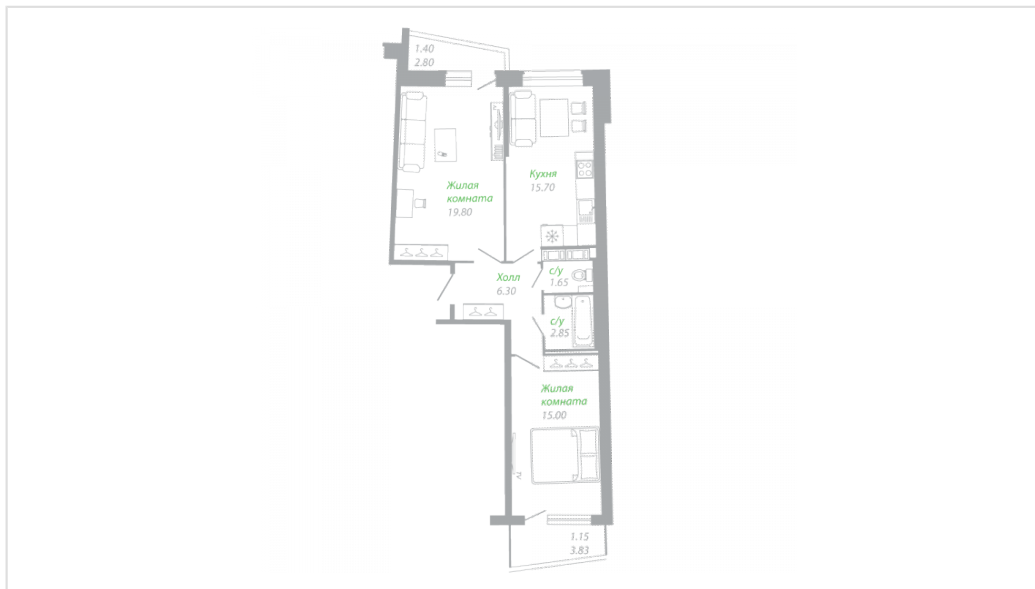 1.40
2.80
Жилая
комната
19.80
Кухня
15.70
Холл
6.30
с/у
1.65
с/у
2.85
Жилая
комната
15.00
TV
1.15
3.83